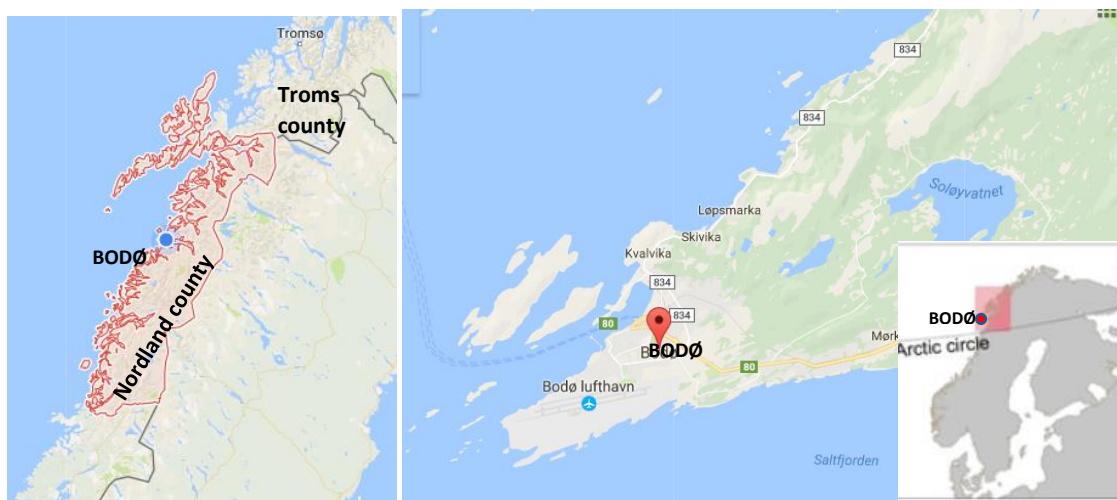 Tromsø
Troms
county
BODØ
Nordland county
834
834
Soløyvatnet
Løpsmarka
Skivika
Kvalvika
834
80
834
BODØ
80
Mørk
Bodø lufthavn
Saltfjorden
BODØ
Arctic circle